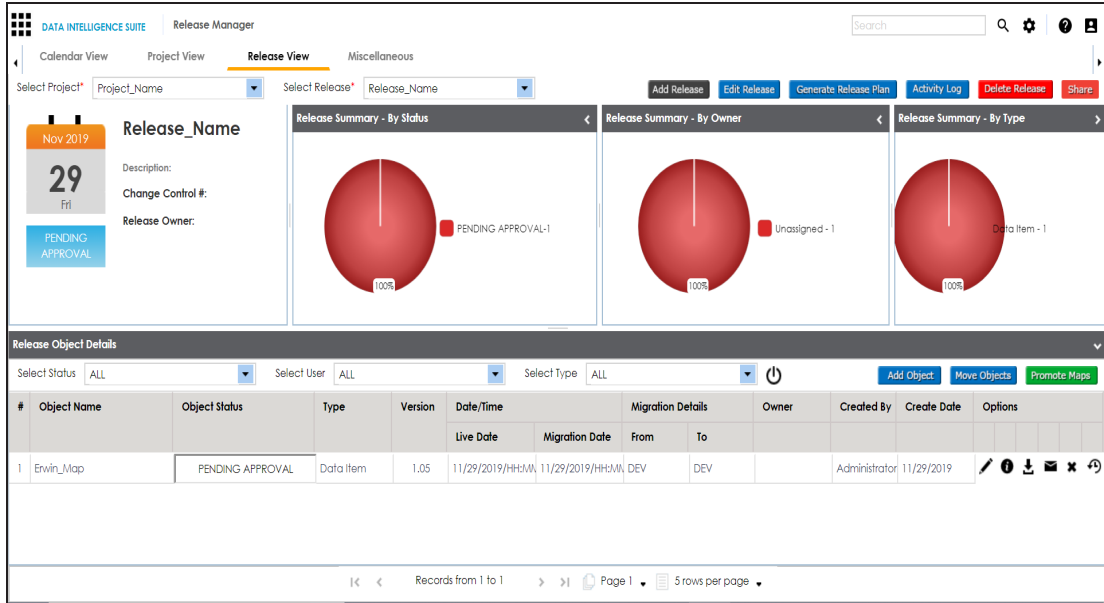 DATA INTELLIGENCE SUITE Release Manager Search
Calendar View Project View Release View Miscellaneous
Select Project* Project_Name Select Release* Release_Name Add Release Edit Release Generate Release Plan Activity Log Delete Release Share
Nov 2019
29
Fri
PENDING
APPROVAL
Release_Name
Description:
Change Control #:
Release Owner:
Release Summary - By Status
PENDING APPROVAL-1
100%
Release Summary - By Owner
Unassigned - 1
100%
Release Summary - By Type
Data Item - 1
100%
Release Object Details
Select Status ALL Select User ALL Select Type ALL Add Object Move Objects Promote Maps
# Object Name Object Status Type Version Date/Time Migration Details Owner Created By Create Date Options
Live Date Migration Date From To
1 Erwin_Map PENDING APPROVAL Data Item 1.05 11/29/2019/HH:MM 11/29/2019/HH:MM DEV DEV Administrator 11/29/2019
Records from 1 to 1 Page 1 5 rows per page